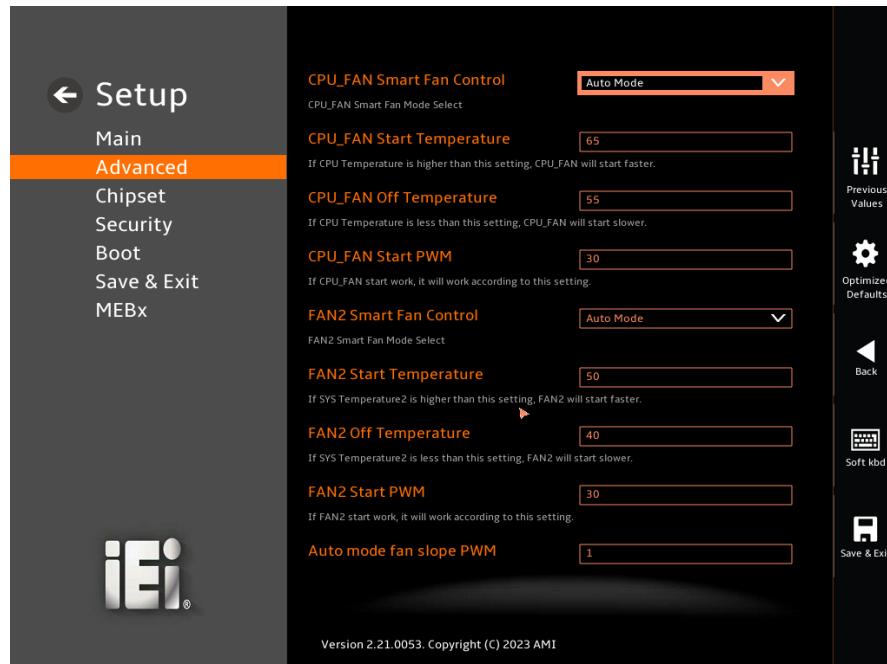 Setup
Main
Advanced
Chipset
Security
Boot
Save & Exit
MEBx
iEi
®
CPU_FAN Smart Fan Control
Auto Mode
CPU_FAN Smart Fan Mode Select
CPU_FAN Start Temperature
65
If CPU Temperature is higher than this setting, CPU_FAN will start faster.
CPU_FAN Off Temperature
55
If CPU Temperature is less than this setting, CPU_FAN will start slower.
CPU_FAN Start PWM
30
If CPU_FAN start work, it will work according to this setting.
FAN2 Smart Fan Control
Auto Mode
FAN2 Smart Fan Mode Select
FAN2 Start Temperature
50
If SYS Temperature2 is higher than this setting, FAN2 will start faster.
FAN2 Off Temperature
40
If SYS Temperature2 is less than this setting, FAN2 will start slower.
FAN2 Start PWM
30
If FAN2 start work, it will work according to this setting.
Auto mode fan slope PWM
1
Version 2.21.0053. Copyright (C) 2023 AMI
Previous
Values
Optimize
Defaults
Back
Soft kbd
Save & Exi